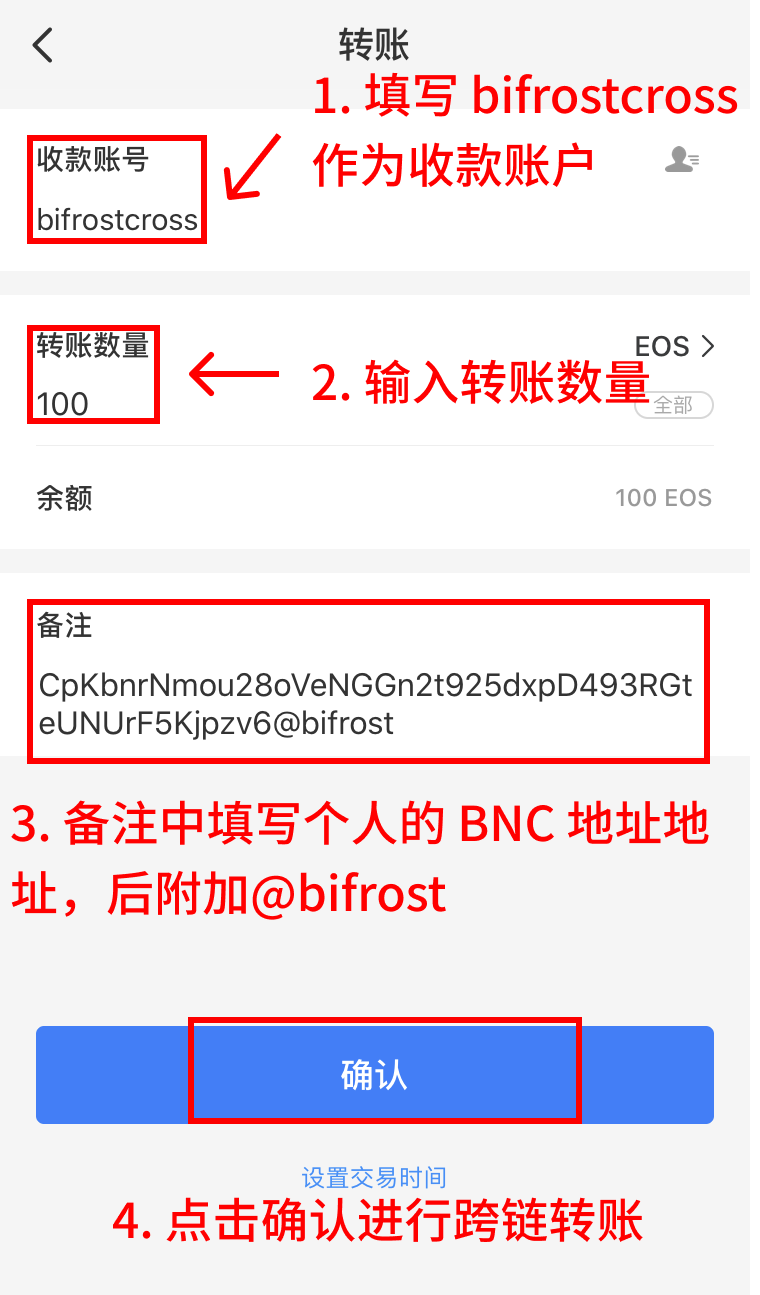 转账
1. 填写 bifrostcross
作为收款账户
收款账号
bifrostcross
转账数量
EOS
100
2. 输入转账数量
全部
余额
100 EOS
备注
CpKbnrNmou28oVeNGGn2t925dxpD493RGt
eUNUrF5Kjpzv6@bifrost
3. 备注中填写个人的 BNC 地址地
址，后附加@bifrost
确认
设置交易时间
4. 点击确认进行跨链转账